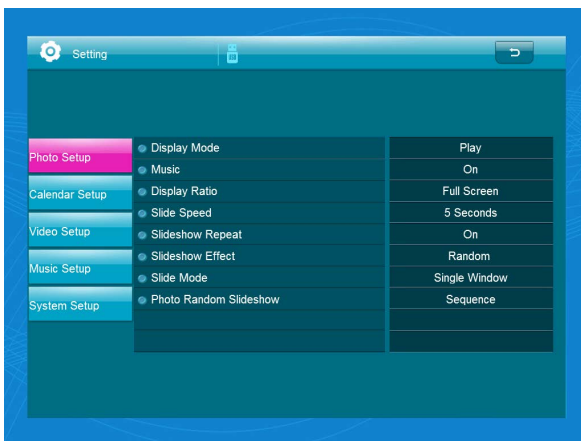 Setting
Photo Setup
Calendar Setup
Video Setup
Music Setup
System Setup
Display Mode Play
Music On
Display Ratio Full Screen
Slide Speed 5 Seconds
Slideshow Repeat On
Slideshow Effect Random
Slide Mode Single Window
Photo Random Slideshow Sequence